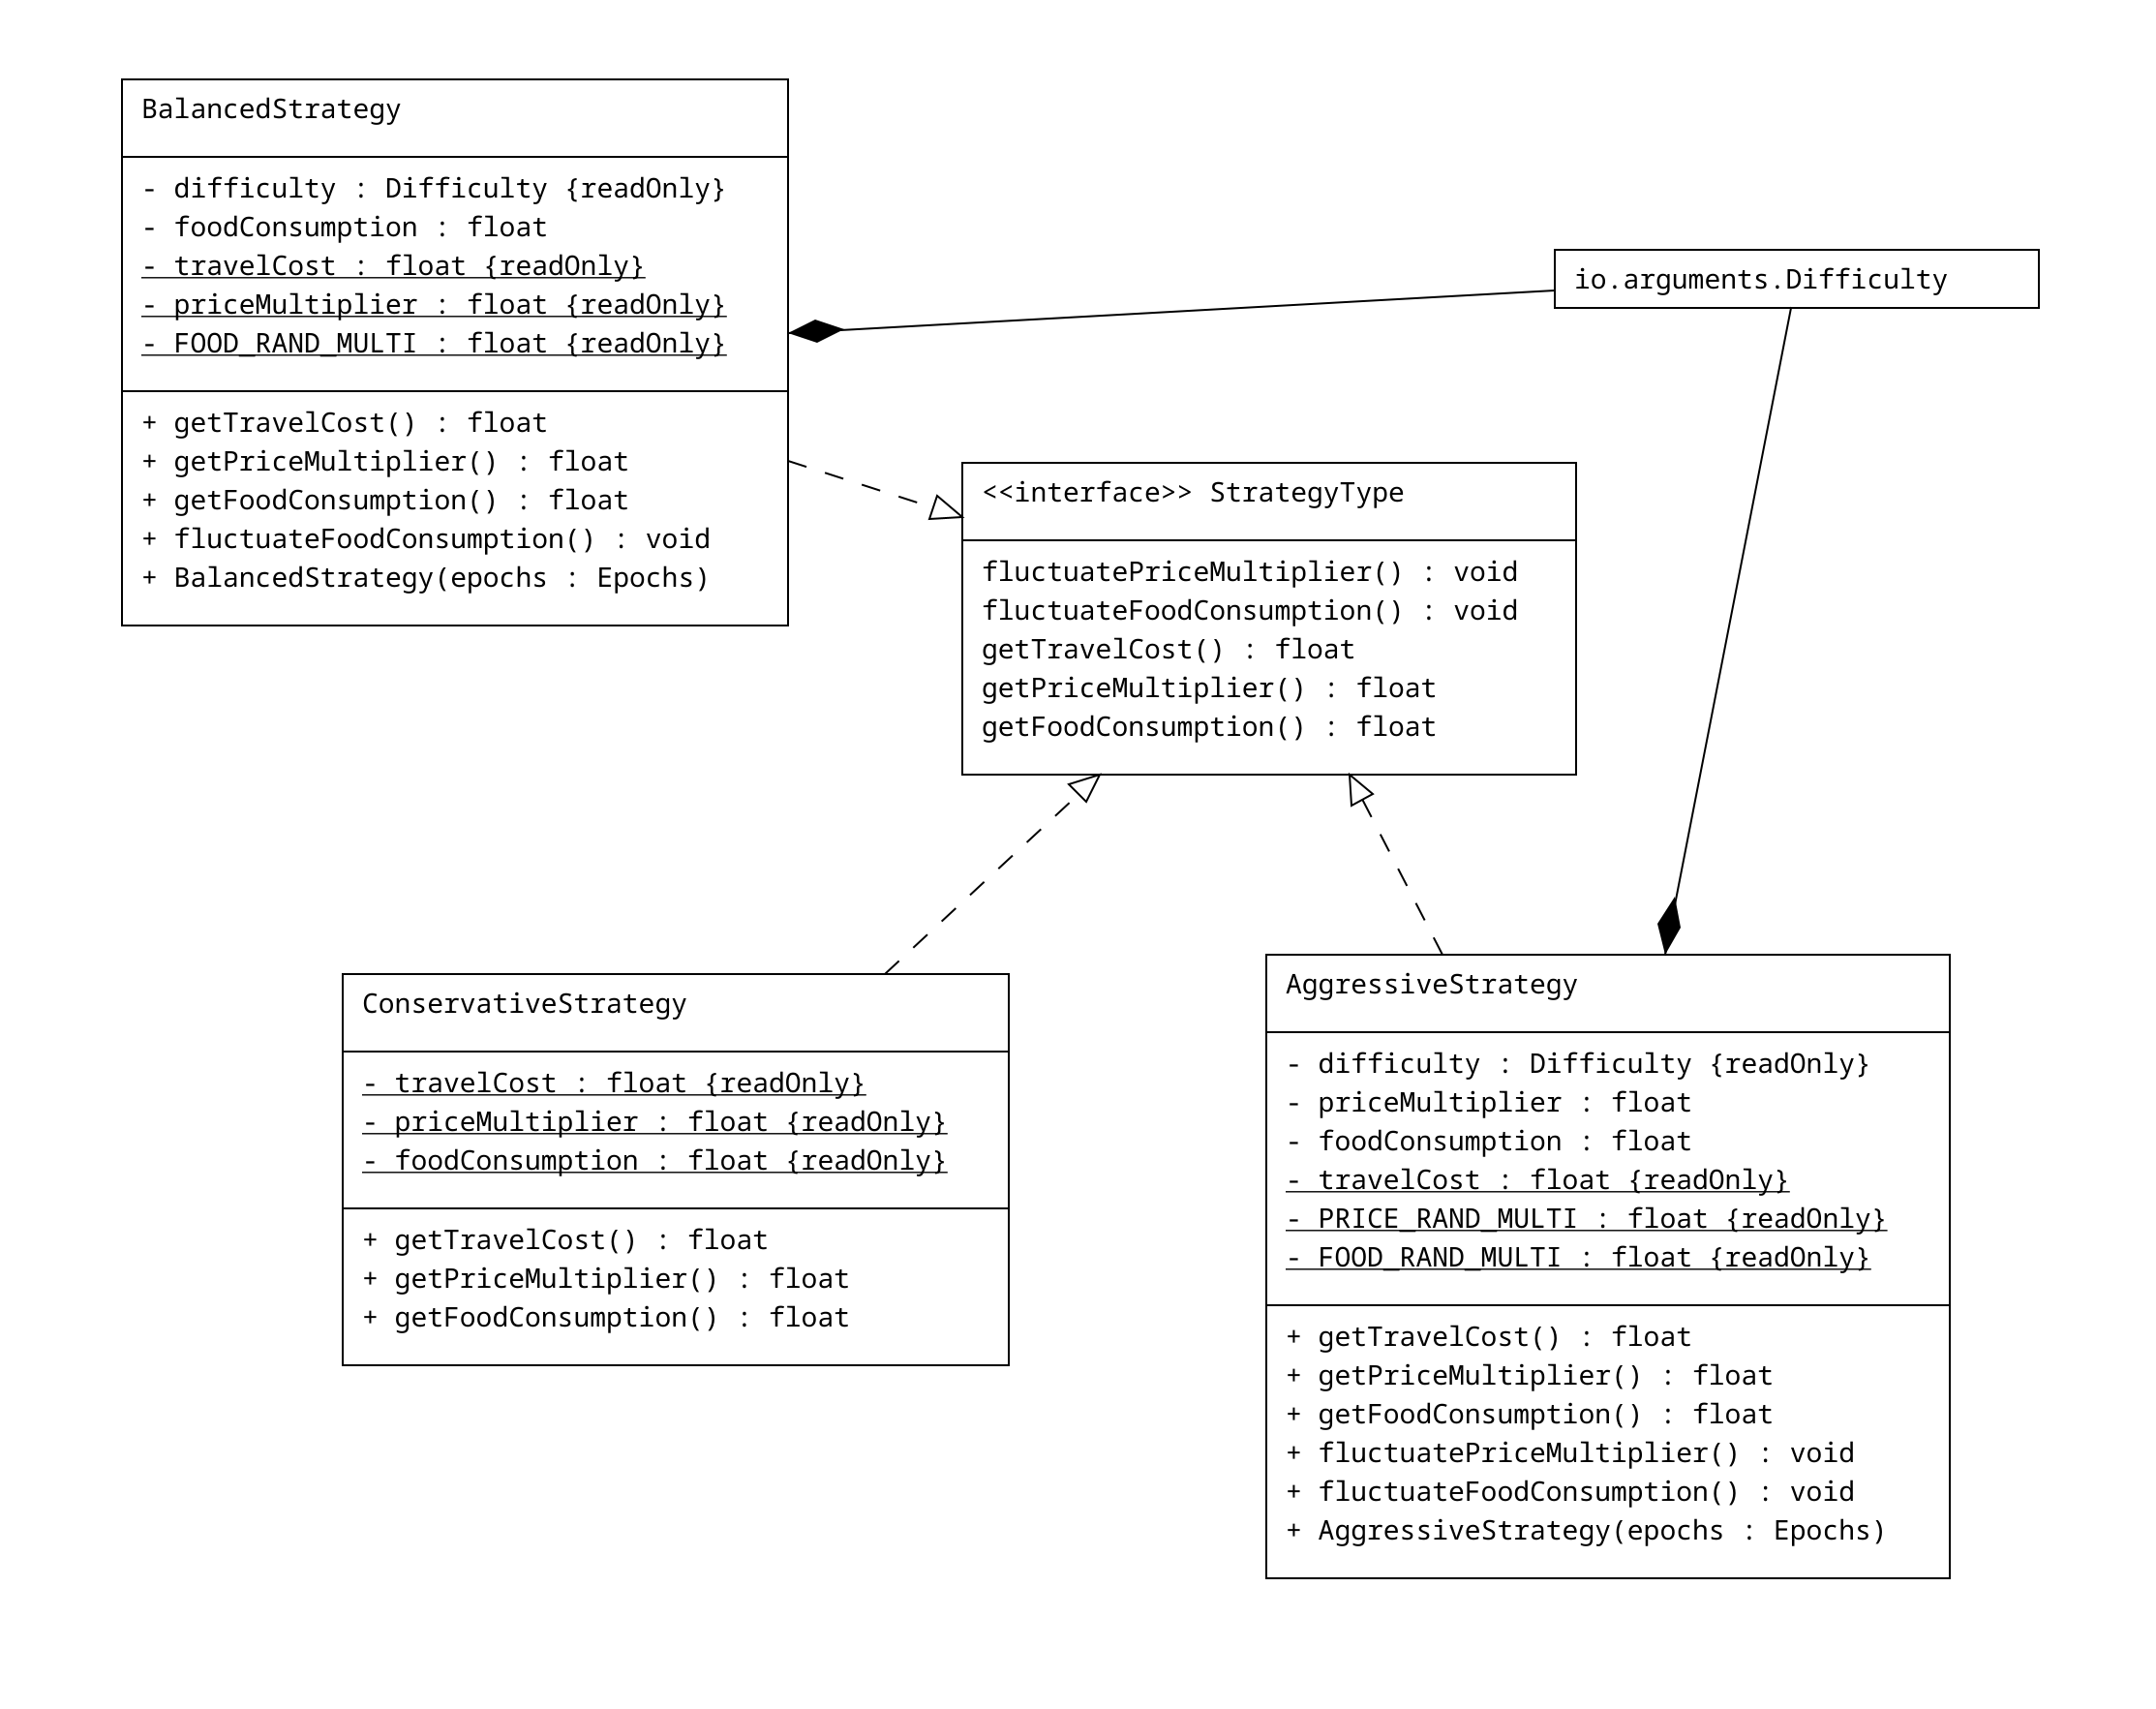 BalancedStrategy
- difficulty : Difficulty {readOnly}
- foodConsumption : float
- travelCost : float {readOnly}
- priceMultiplier : float {readOnly}
- FOOD_RAND_MULTI : float {readOnly}
+ getTravelCost() : float
+ getPriceMultiplier() : float
+ getFoodConsumption() : float
+ fluctuateFoodConsumption() : void
+ BalancedStrategy(epochs : Epochs)
io.arguments.Difficulty
<<interface>> StrategyType
fluctuatePriceMultiplier() : void
fluctuateFoodConsumption() : void
getTravelCost() : float
getPriceMultiplier() : float
getFoodConsumption() : float
ConservativeStrategy
- travelCost : float {readOnly}
- priceMultiplier : float {readOnly}
- foodConsumption : float {readOnly}
+ getTravelCost() : float
+ getPriceMultiplier() : float
+ getFoodConsumption() : float
AggressiveStrategy
- difficulty : Difficulty {readOnly}
- priceMultiplier : float
- foodConsumption : float
- travelCost : float {readOnly}
- PRICE_RAND_MULTI : float {readOnly}
- FOOD_RAND_MULTI : float {readOnly}
+ getTravelCost() : float
+ getPriceMultiplier() : float
+ getFoodConsumption() : float
+ fluctuatePriceMultiplier() : void
+ fluctuateFoodConsumption() : void
+ AggressiveStrategy(epochs : Epochs)